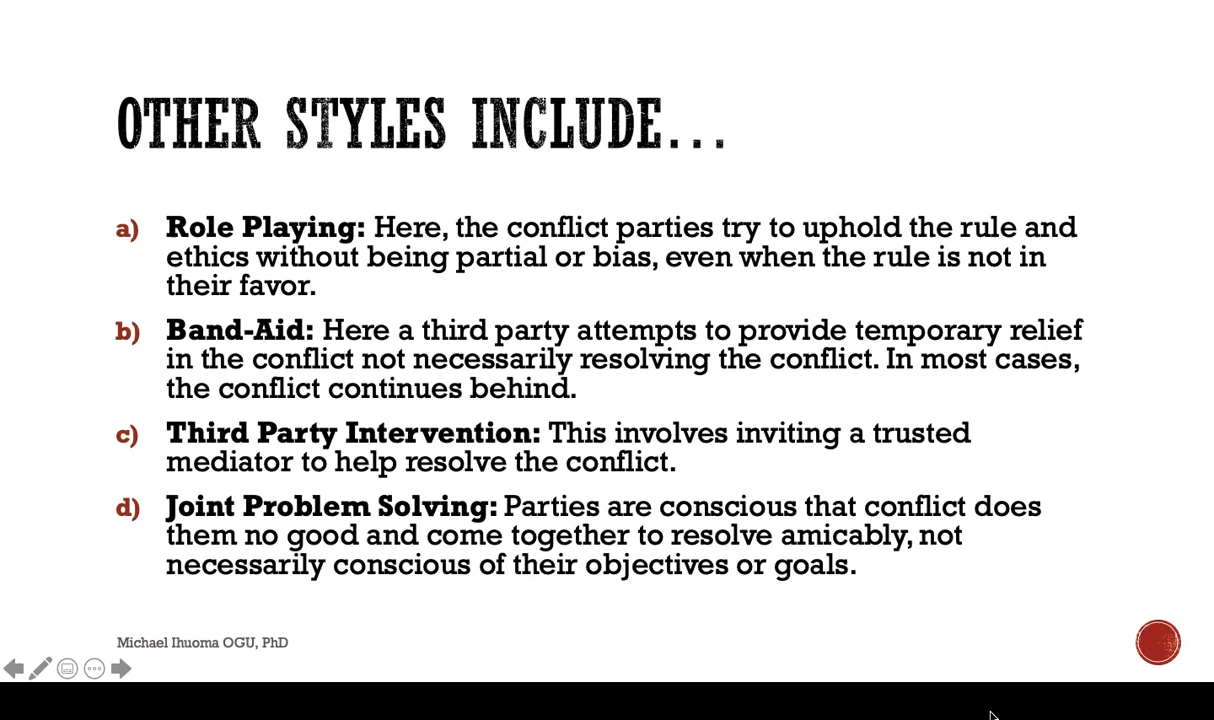 OTHER STYLES INCLUDE...
a) Role Playing: Here, the conflict parties try to uphold the rule and
ethics without being partial or bias, even when the rule is not in
their favor.
b) Band-Aid: Here a third party attempts to provide temporary relief
in the conflict not necessarily resolving the conflict. In most cases,
the conflict continues behind.
c) Third Party Intervention: This involves inviting a trusted
mediator to help resolve the conflict.
d) Joint Problem Solving: Parties are conscious that conflict does
them no good and come together to resolve amicably, not
necessarily conscious of their objectives or goals.
Michael Ihuoma OGU, PhD